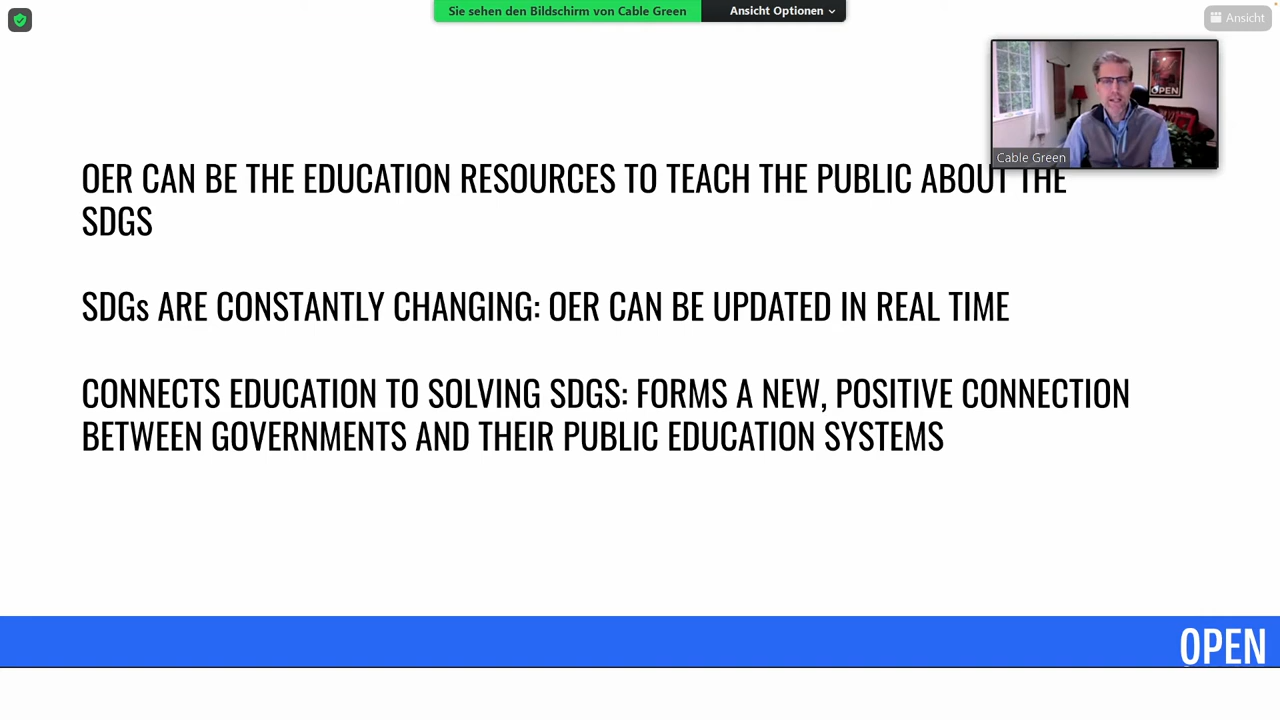 Sie sehen den Bildschirm von Cable Green
Ansicht Optionen
Ansicht
OPEN
Cable Green
OER CAN BE THE EDUCATION RESOURCES TO TEACH THE PUBLIC ABOUT THE
SDGS
SDGs ARE CONSTANTLY CHANGING: OER CAN BE UPDATED IN REAL TIME
CONNECTS EDUCATION TO SOLVING SDGS: FORMS A NEW, POSITIVE CONNECTION
BETWEEN GOVERNMENTS AND THEIR PUBLIC EDUCATION SYSTEMS
OPEN